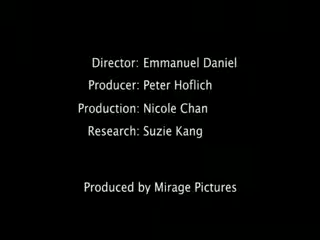 Director: Emmanuel Daniel
Producer: Peter Hoflich
Production: Nicole Chan
Research: Suzie Kang
Produced by Mirage Pictures